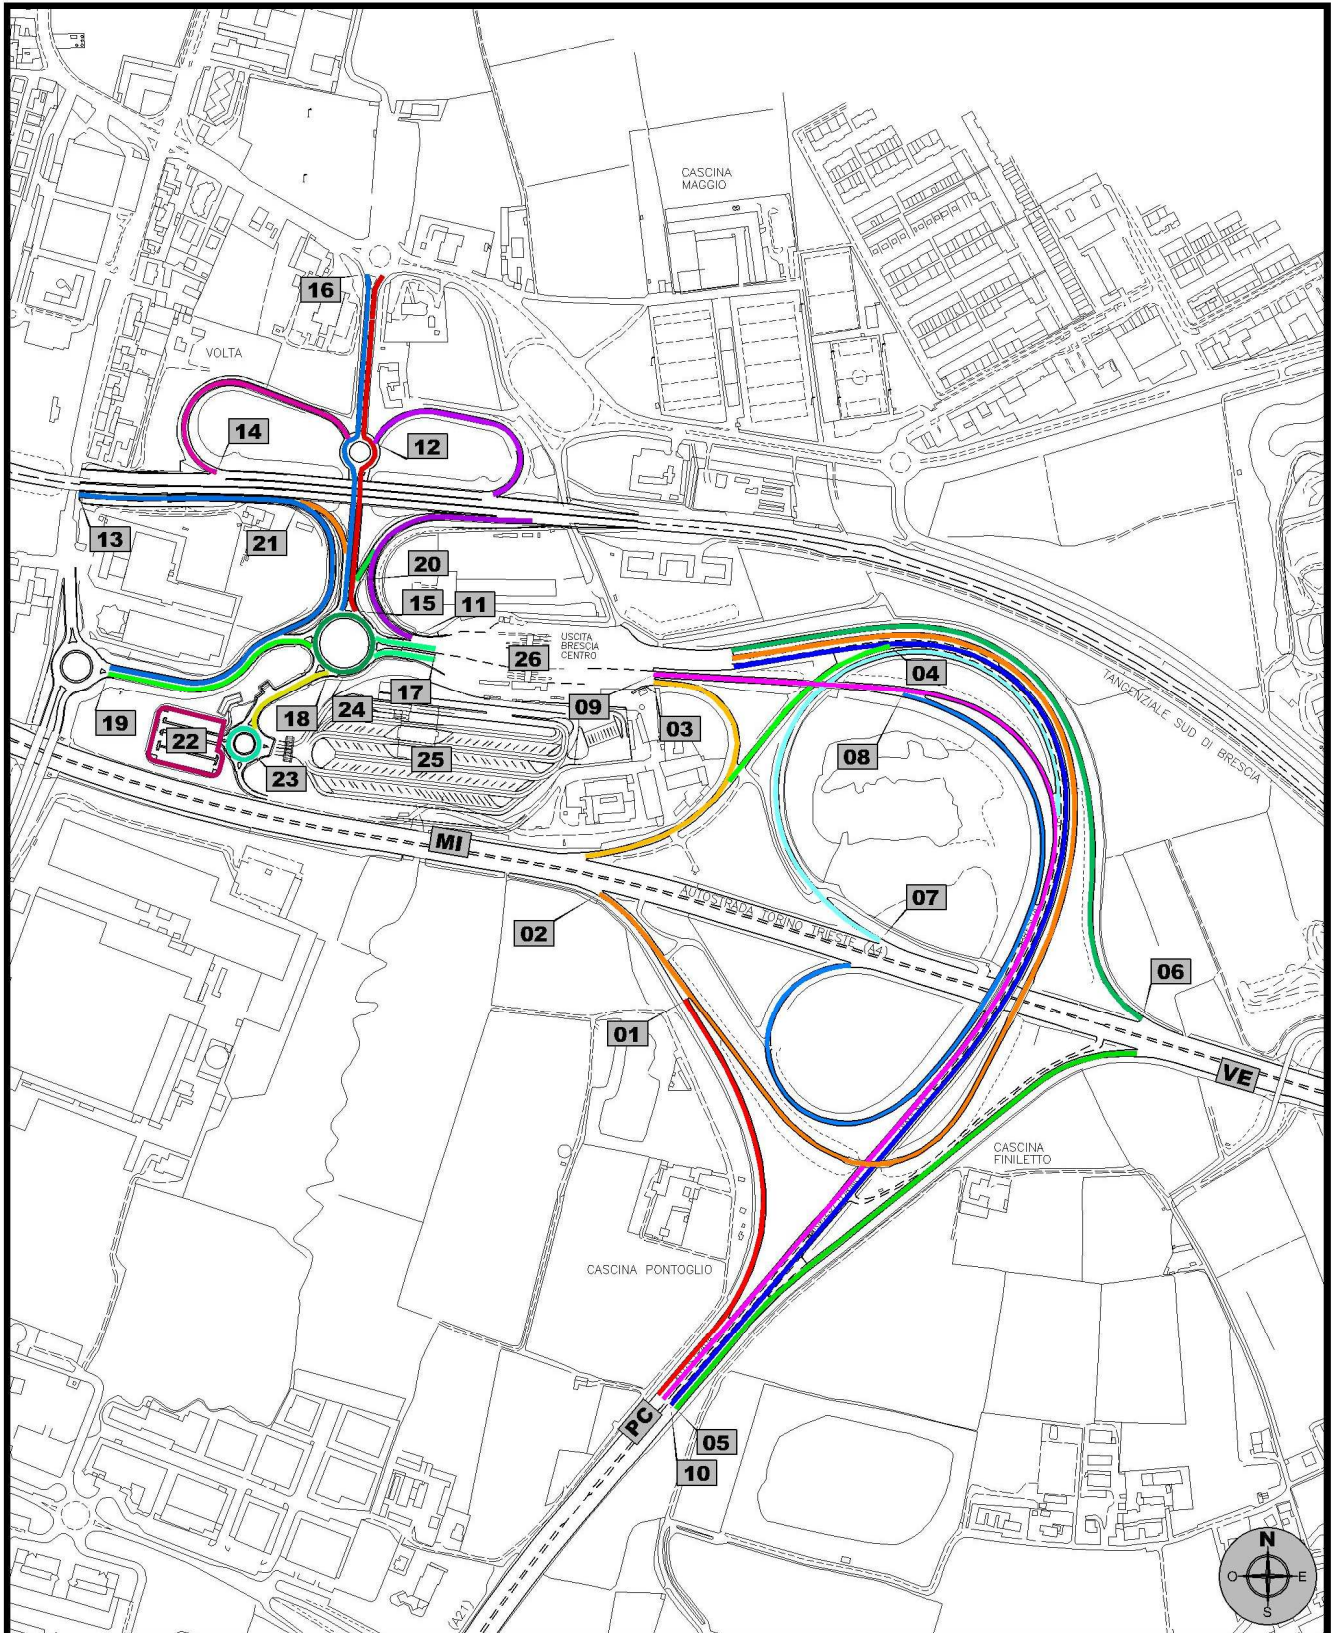 CASCINA
MAGGIO
16
VOLTA
14
12
13
21
20
15
11
USCITA
BRESCIA
CENTRO
26
04
TANGENZIALE SUD DI BRESCIA
19
18
24
17
09
03
22
25
08
23
MI
AUTOSTRADA TORINO TRIESTE (A4)
07
02
06
01
VE
CASCINA
FINILETTO
CASCINA PONTOGLIO
PC
05
10
(A21)
N
O
E
S